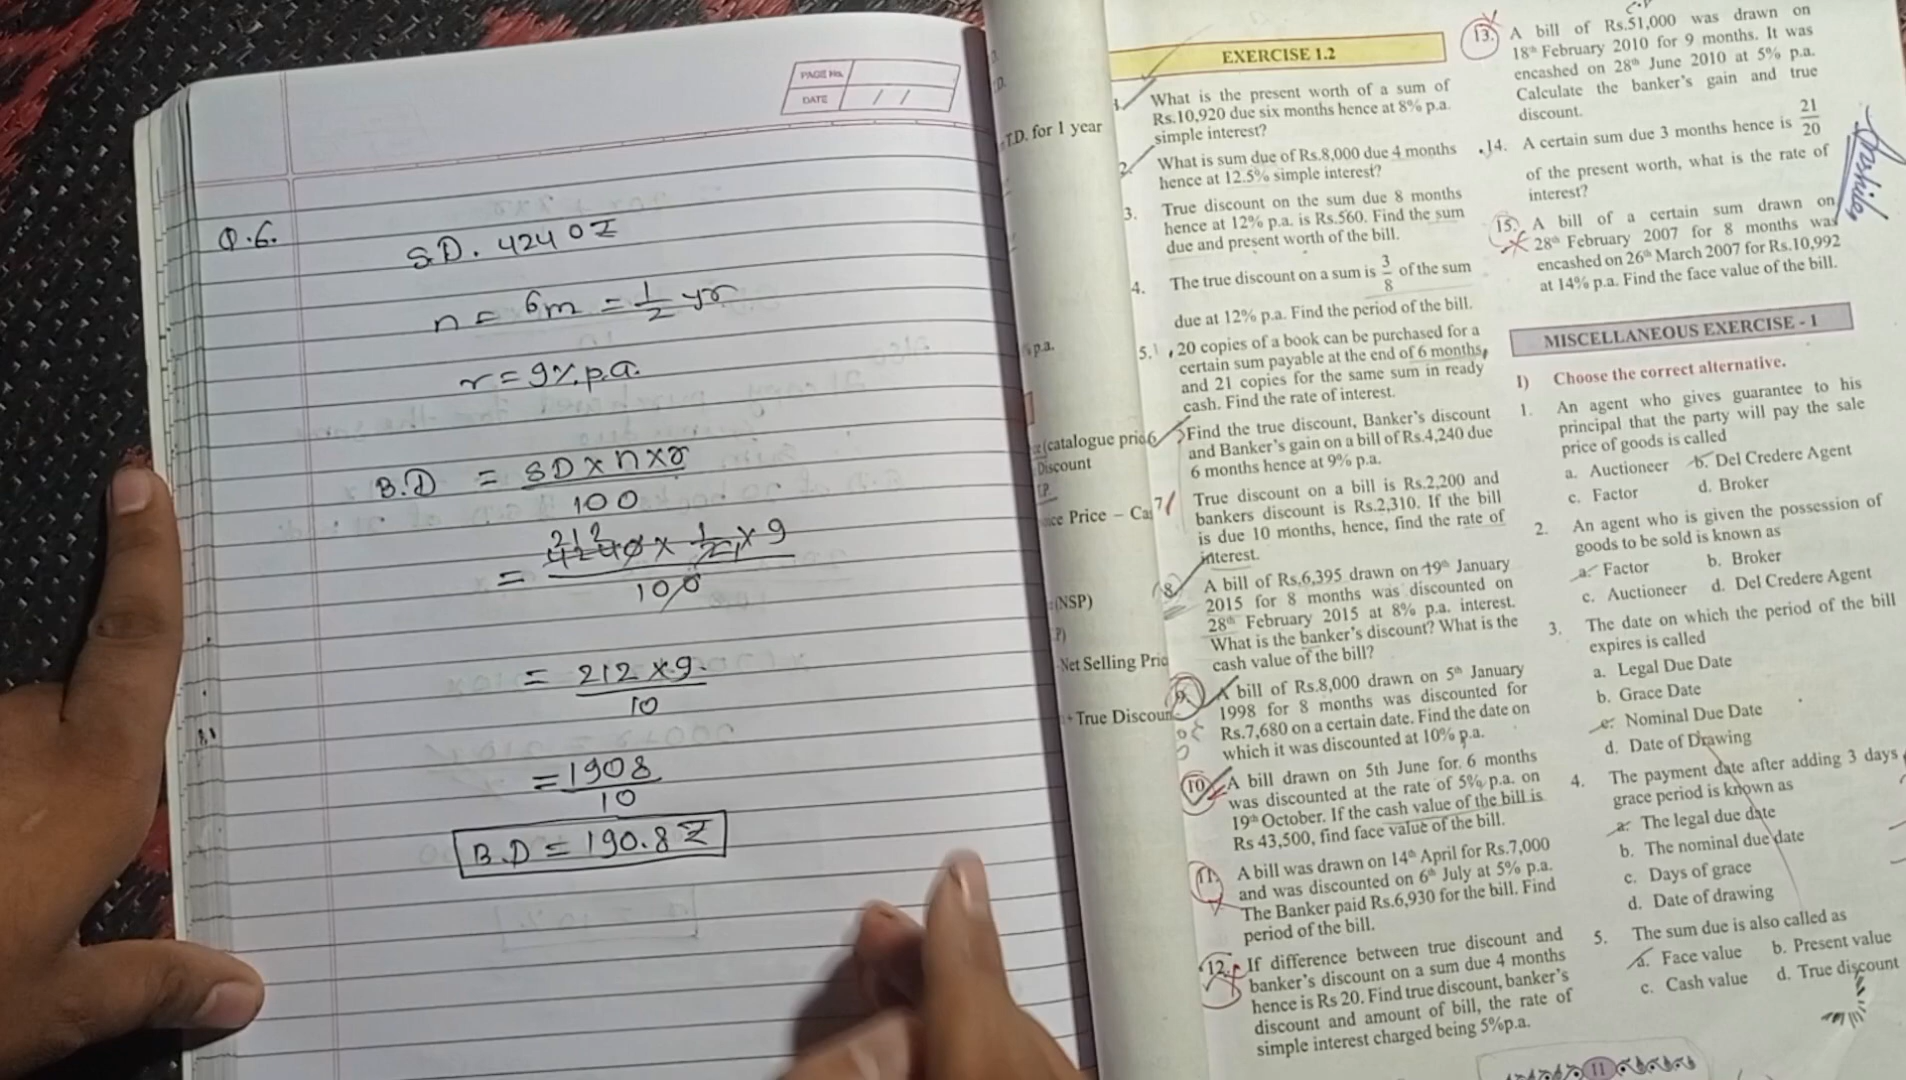 PAGE No.
DATE / /
Q.6.
S.D. 4240 ₹
n = 6m = 1/2 yr
r = 9%.p.a.
B.D = SD x n x r
100
212
= 4240 x 1/2 x 9
100
= 212 x 9.
10
= 1908
10
B.D = 190.8 ₹
T.D. for 1 year
p.a.
(catalogue pri
Discount
ce Price – Ca
(NSP)
Net Selling Pric
True Discoun
EXERCISE 1.2
What is the present worth of a sum of
Rs.10,920 due six months hence at 8% p.a.
simple interest?
2. What is sum due of Rs.8,000 due 4 months
hence at 12.5% simple interest?
3. True discount on the sum due 8 months
hence at 12% p.a. is Rs.560. Find the sum
due and present worth of the bill.
4. The true discount on a sum is 3/8 of the sum
due at 12% p.a. Find the period of the bill.
5. 20 copies of a book can be purchased for a
certain sum payable at the end of 6 months,
and 21 copies for the same sum in ready
cash. Find the rate of interest.
6 Find the true discount, Banker's discount
and Banker's gain on a bill of Rs.4,240 due
6 months hence at 9% p.a.
7 True discount on a bill is Rs.2,200 and
bankers discount is Rs.2,310. If the bill
is due 10 months, hence, find the rate of
interest.
8 A bill of Rs.6,395 drawn on 19th January
2015 for 8 months was discounted on
28th February 2015 at 8% p.a. interest.
What is the banker's discount? What is the
cash value of the bill?
9 A bill of Rs.8,000 drawn on 5th January
1998 for 8 months was discounted for
Rs.7,680 on a certain date. Find the date on
which it was discounted at 10% p.a.
10 A bill drawn on 5th June for 6 months
was discounted at the rate of 5% p.a. on
19th October. If the cash value of the bill is
Rs 43,500, find face value of the bill.
11. A bill was drawn on 14th April for Rs.7,000
and was discounted on 6th July at 5% p.a.
The Banker paid Rs.6,930 for the bill. Find
period of the bill.
12. If difference between true discount and
banker's discount on a sum due 4 months
hence is Rs 20. Find true discount, banker's
discount and amount of bill, the rate of
simple interest charged being 5%p.a.
13. A bill of Rs.51,000 was drawn on
18th February 2010 for 9 months. It was
encashed on 28th June 2010 at 5% p.a.
Calculate the banker's gain and true
discount.
14. A certain sum due 3 months hence is 21/20
of the present worth, what is the rate of
interest?
15. A bill of a certain sum drawn on
28th February 2007 for 8 months was
encashed on 26th March 2007 for Rs.10,992
at 14% p.a. Find the face value of the bill.
MISCELLANEOUS EXERCISE - 1
I) Choose the correct alternative.
1. An agent who gives guarantee to his
principal that the party will pay the sale
price of goods is called
a. Auctioneer b. Del Credere Agent
c. Factor d. Broker
2. An agent who is given the possession of
goods to be sold is known as
a. Factor b. Broker
c. Auctioneer d. Del Credere Agent
3. The date on which the period of the bill
expires is called
a. Legal Due Date
b. Grace Date
c. Nominal Due Date
d. Date of Drawing
4. The payment date after adding 3 days
grace period is known as
a. The legal due date
b. The nominal due date
c. Days of grace
d. Date of drawing
5. The sum due is also called as
a. Face value b. Present value
c. Cash value d. True discount
11